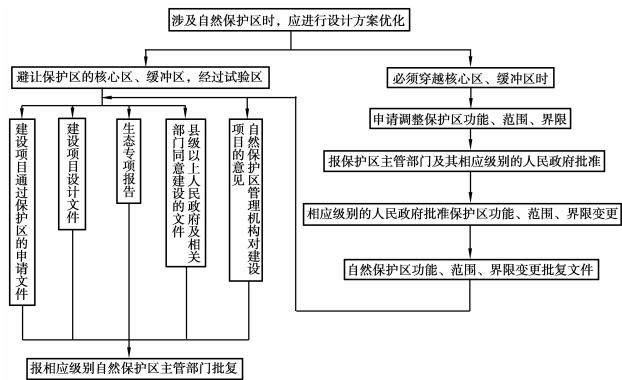 涉及自然保护区时，应进行设计方案优化
避让保护区的核心区、缓冲区，经过试验区
必须穿越核心区、缓冲区时
申请调整保护区功能、范围、界限
报保护区主管部门及其相应级别的人民政府批准
相应级别的人民政府批准保护区功能、范围、界限变更
自然保护区功能、范围、界限变更批复文件
建设项目通过保护区的申请文件
建设项目设计文件
生态专项报告
县级以上人民政府及相关
部门同意建设的文件
自然保护区管理机构对建设
项目的意见
报相应级别自然保护区主管部门批复